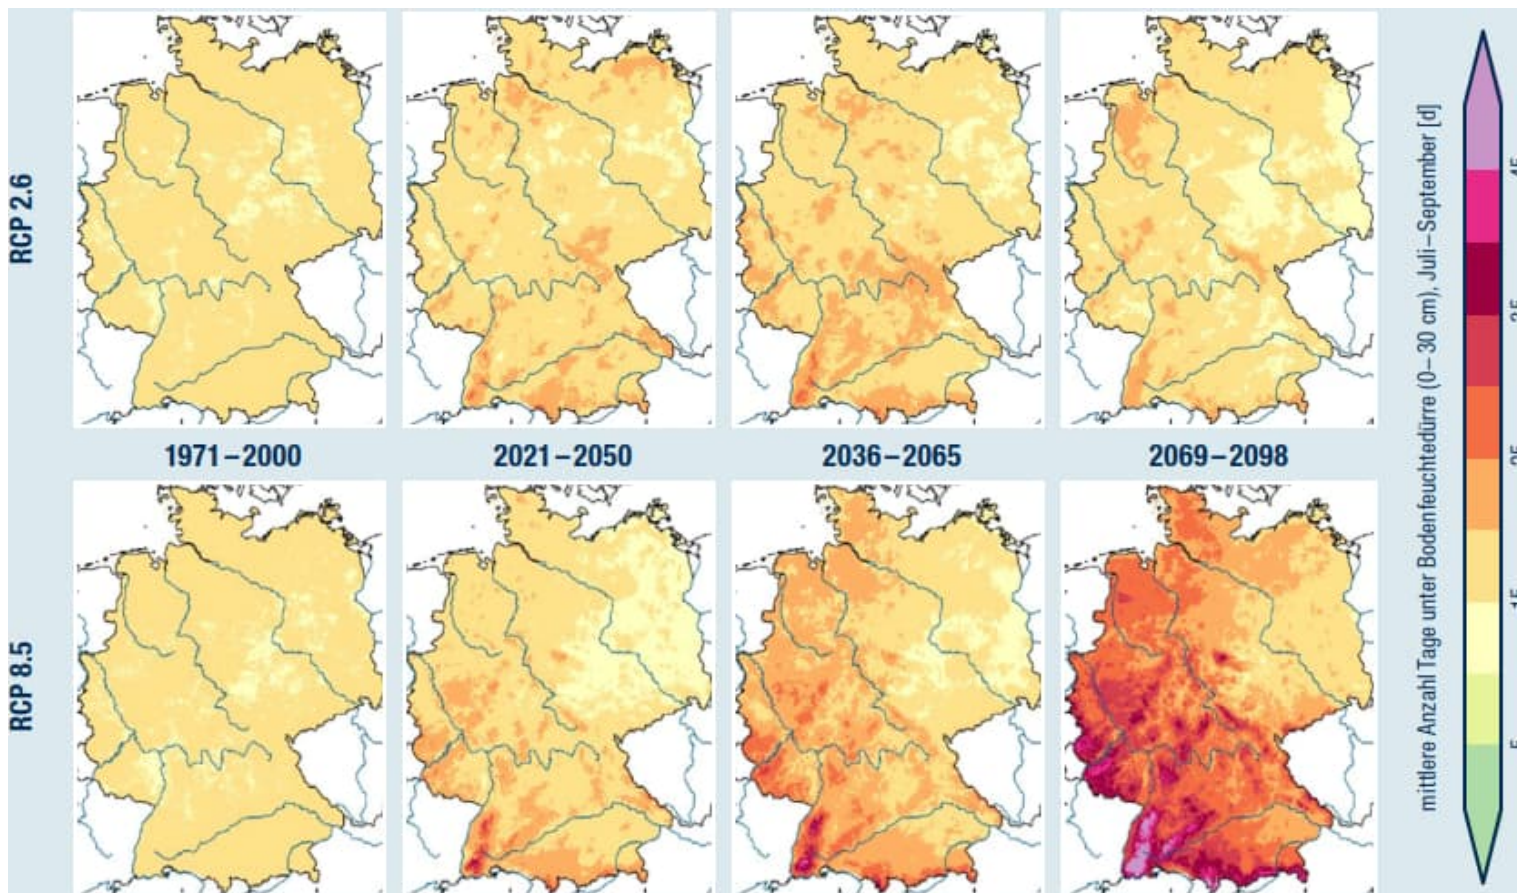 RCP 2.6
1971–2000
2021–2050
2036–2065
2069–2098
RCP 8.5
mittlere Anzahl Tage unter Bodenfeuchtedürre (0–30 cm), Juli–September [d]